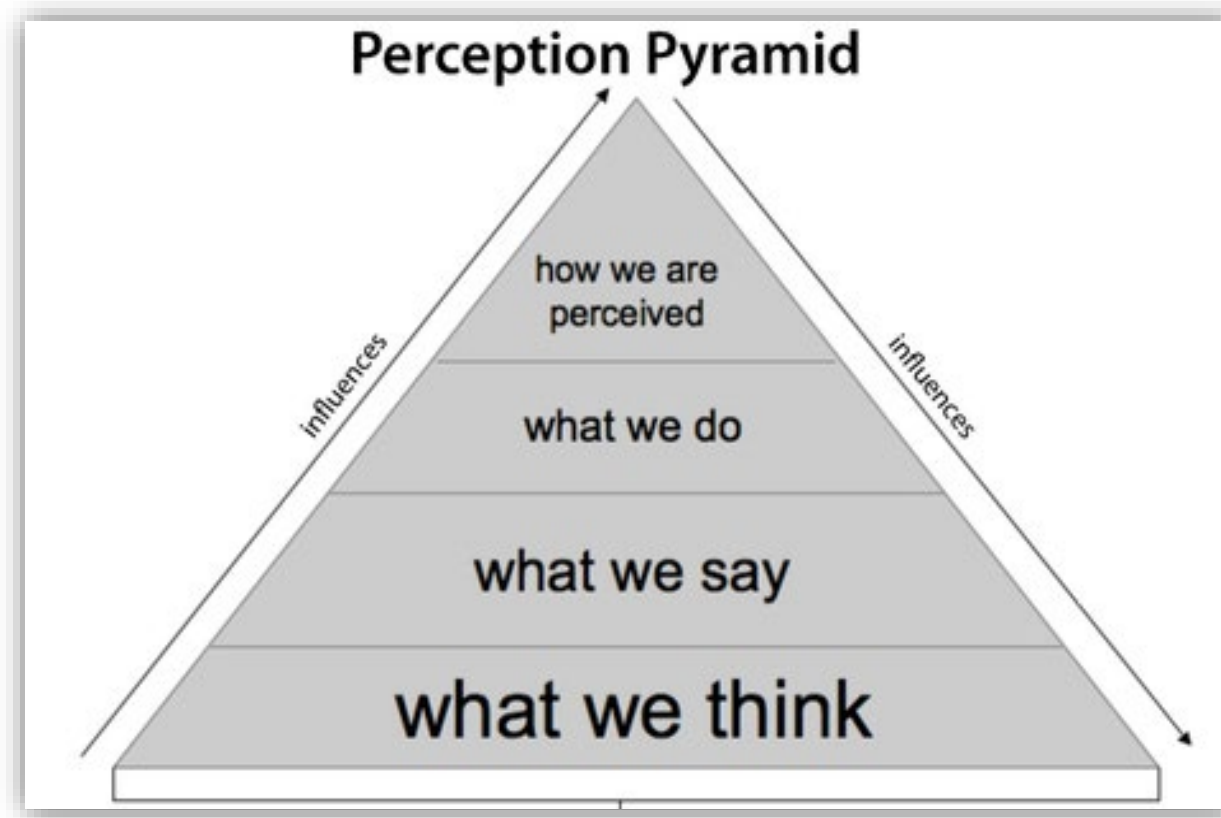 Perception Pyramid
how we are
perceived
influences
influences
what we do
what we say
what we think